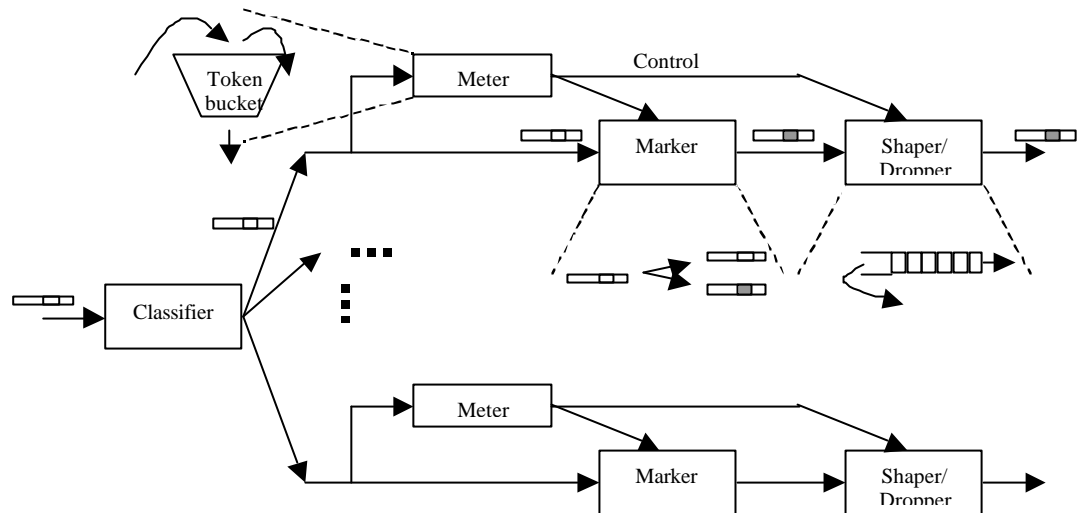 Token
bucket
Meter
Control
Marker
Shaper/
Dropper
Classifier
Meter
Marker
Shaper/
Dropper